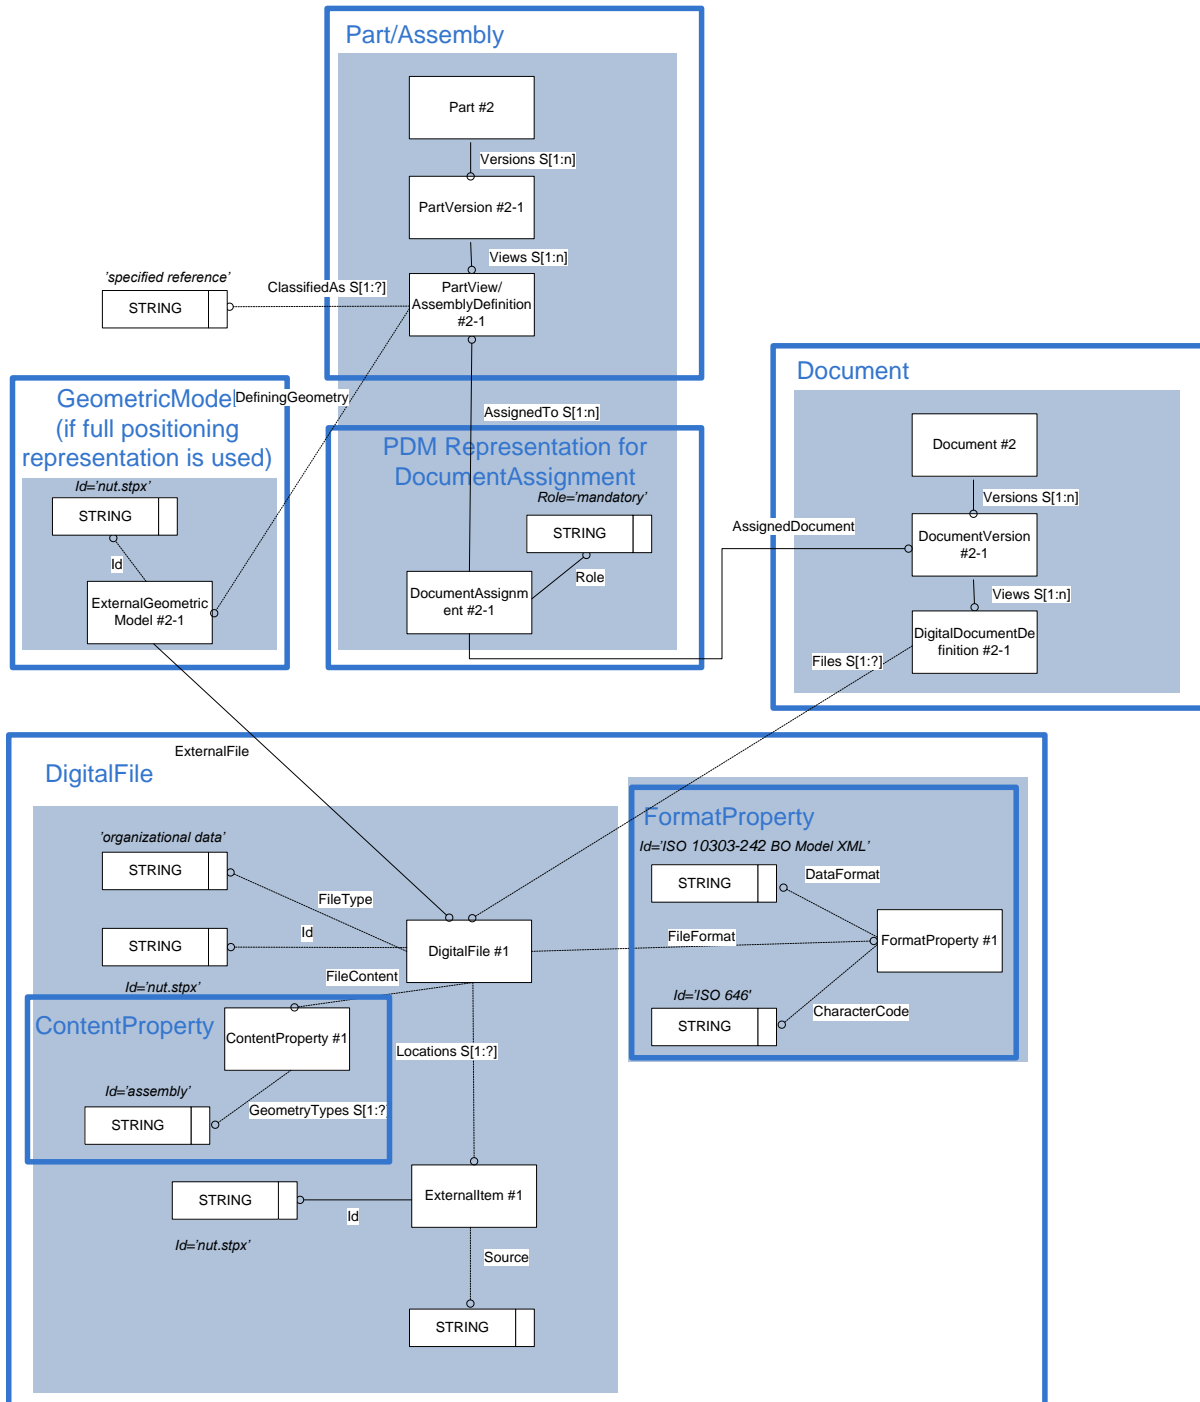 Part/Assembly
Part #2
Versions S[1:n]
PartVersion #2-1
Views S[1:n]
'specified reference'
STRING
ClassifiedAs S[1:?]
PartView/
AssemblyDefinition
#2-1
GeometricModel
(if full positioning
representation is used)
DefiningGeometry
AssignedTo S[1:n]
Id='nut.stpx'
STRING
Id
ExternalGeometric
Model #2-1
PDM Representation for
DocumentAssignment
Role='mandatory'
STRING
Role
DocumentAssignm
ent #2-1
AssignedDocument
Document
Document #2
Versions S[1:n]
DocumentVersion
#2-1
Views S[1:n]
DigitalDocumentDe
finition #2-1
Files S[1:?]
ExternalFile
DigitalFile
'organizational data'
STRING
FileType
STRING
Id
Id='nut.stpx'
DigitalFile #1
FileContent
FileFormat
FormatProperty
Id='ISO 10303-242 BO Model XML'
STRING
DataFormat
FormatProperty #1
Id='ISO 646'
STRING
CharacterCode
ContentProperty
ContentProperty #1
Id='assembly'
STRING
GeometryTypes S[1:?
Locations S[1:?]
STRING
Id
ExternalItem #1
Id='nut.stpx'
Source
STRING